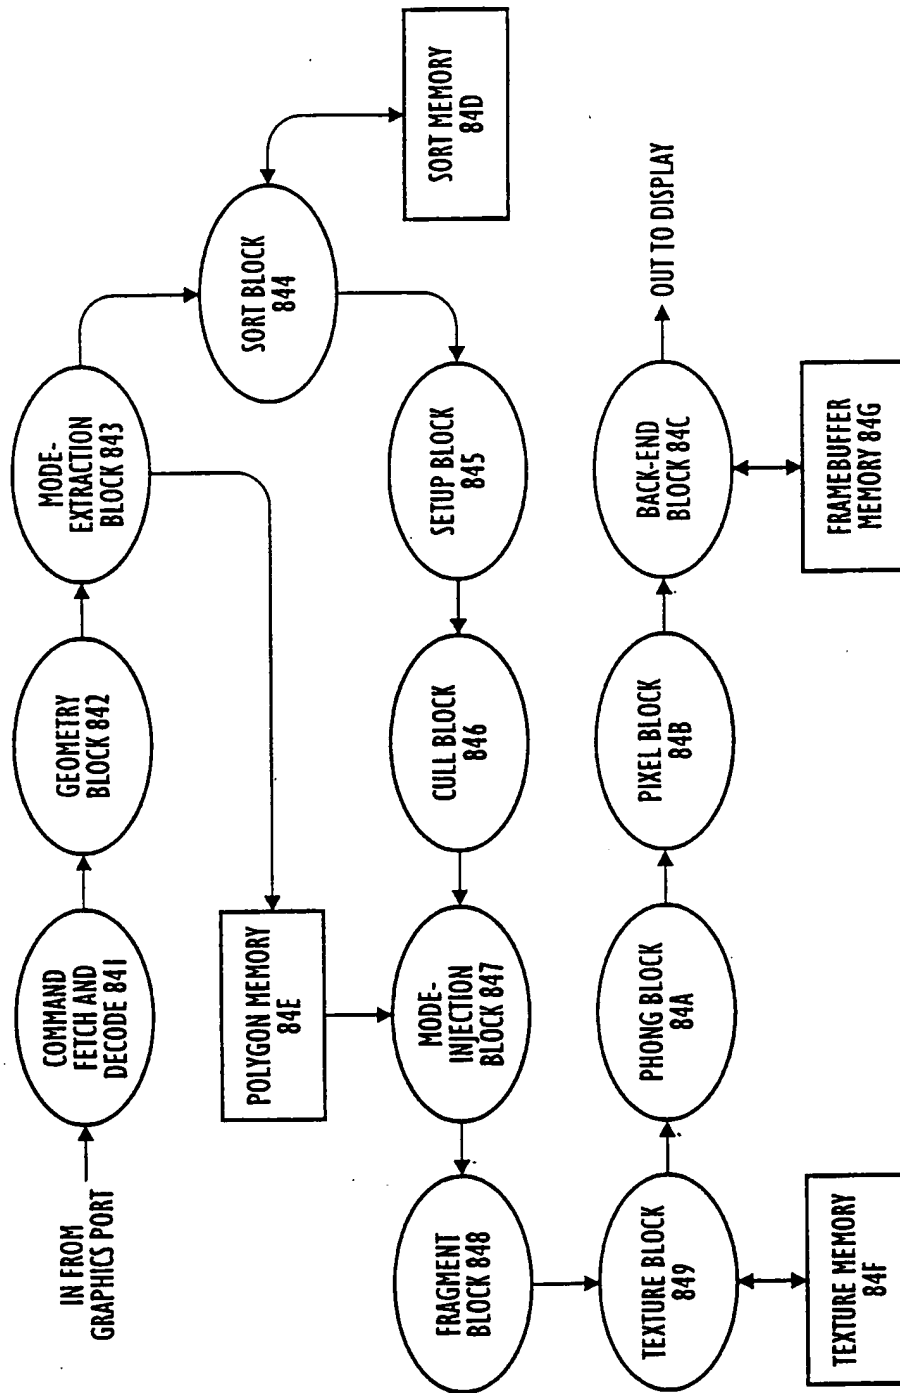 IN FROM
GRAPHICS PORT
COMMAND
FETCH AND
DECODE 841
GEOMETRY
BLOCK 842
MODE-
EXTRACTION
BLOCK 843
SORT BLOCK
844
SORT MEMORY
84D
POLYGON MEMORY
84E
SETUP BLOCK
845
CULL BLOCK
846
MODE-
INJECTION
BLOCK 847
FRAGMENT
BLOCK 848
TEXTURE BLOCK
849
TEXTURE MEMORY
84F
PHONG BLOCK
84A
PIXEL BLOCK
84B
BACK-END
BLOCK 84C
FRAMEBUFFER
MEMORY 84G
OUT TO DISPLAY